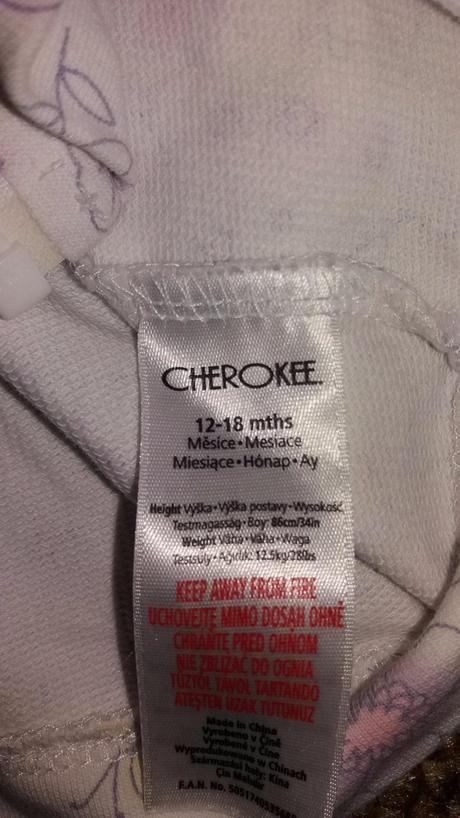 CHEROKEE.
12-18 mths
Měsíce•Mesiace
Miesiące•Hónap•Ay
Height Výška•Výška postavy•Wysokość
Testmagasság•Boy: 86cm/34in
Weight Váha•Váha•Waga
Testsúly•Ağırlık: 12.5kg/28lbs
KEEP AWAY FROM FIRE
UCHOVEJTE MIMO DOSAH OHNĚ
CHRÁŇTE PRED OHŇOM
NIE ZBLIŻAĆ DO OGNIA
TŰZTŐL TÁVOL TARTANDÓ
ATEŞTEN UZAK TUTUNUZ
Made in China
Vyrobeno v Číně
Vyrobené v Číne
Wyprodukowano w Chinach
Származási hely: Kína
Çin Malıdır
E.A.N. No.